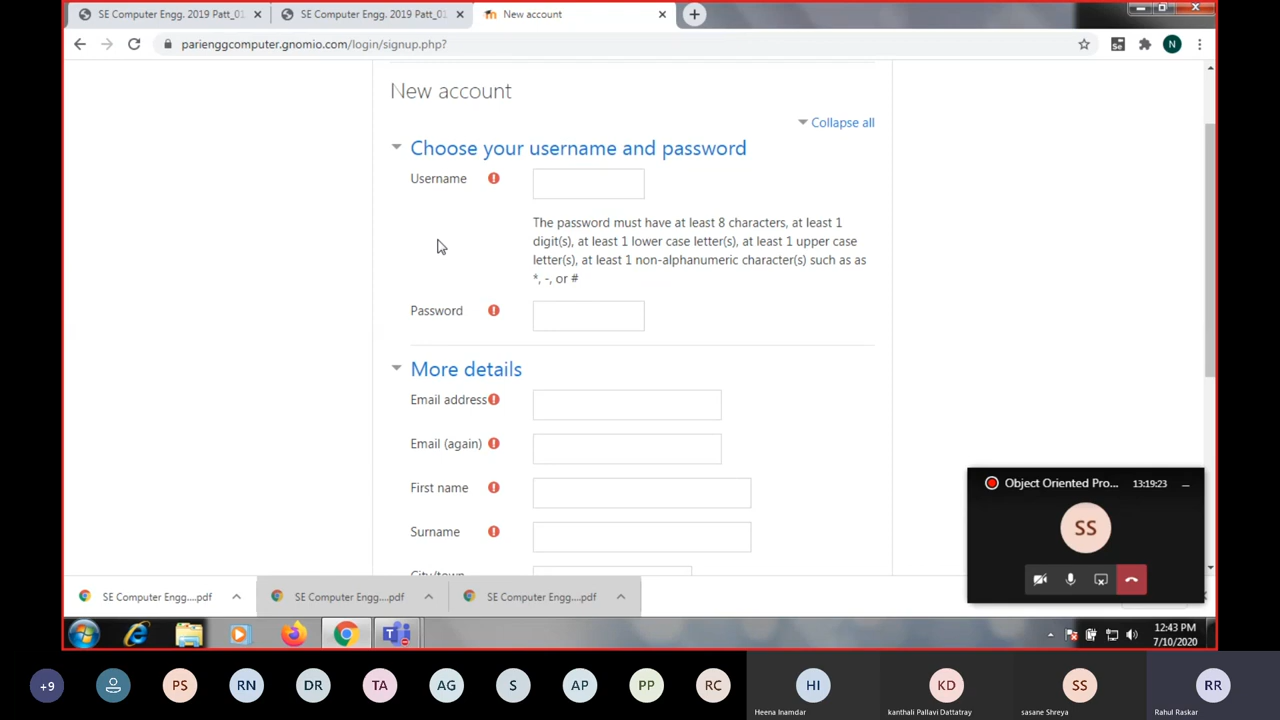 SE Computer Engg. 2019 Patt_01
SE Computer Engg. 2019 Patt_01
New account
parienggcomputer.gnomio.com/login/signup.php?
Se
N
New account
Collapse all
Choose your username and password
Username
The password must have at least 8 characters, at least 1
digit(s), at least 1 lower case letter(s), at least 1 upper case
letter(s), at least 1 non-alphanumeric character(s) such as as
*, -, or #
Password
More details
Email address
Email (again)
First name
Surname
Object Oriented Pro...
13:19:23
SS
SE Computer Engg....pdf
SE Computer Engg....pdf
SE Computer Engg....pdf
12:43 PM
7/10/2020
+9
PS
RN
DR
TA
AG
S
AP
PP
RC
HI
Heena Inamdar
KD
kanthali Pallavi Dattatray
SS
sasane Shreya
RR
Rahul Raskar